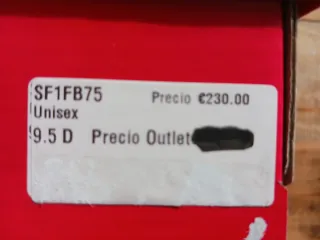 SF1FB75 Precio €230.00
Unisex
9.5 D Precio Outlet